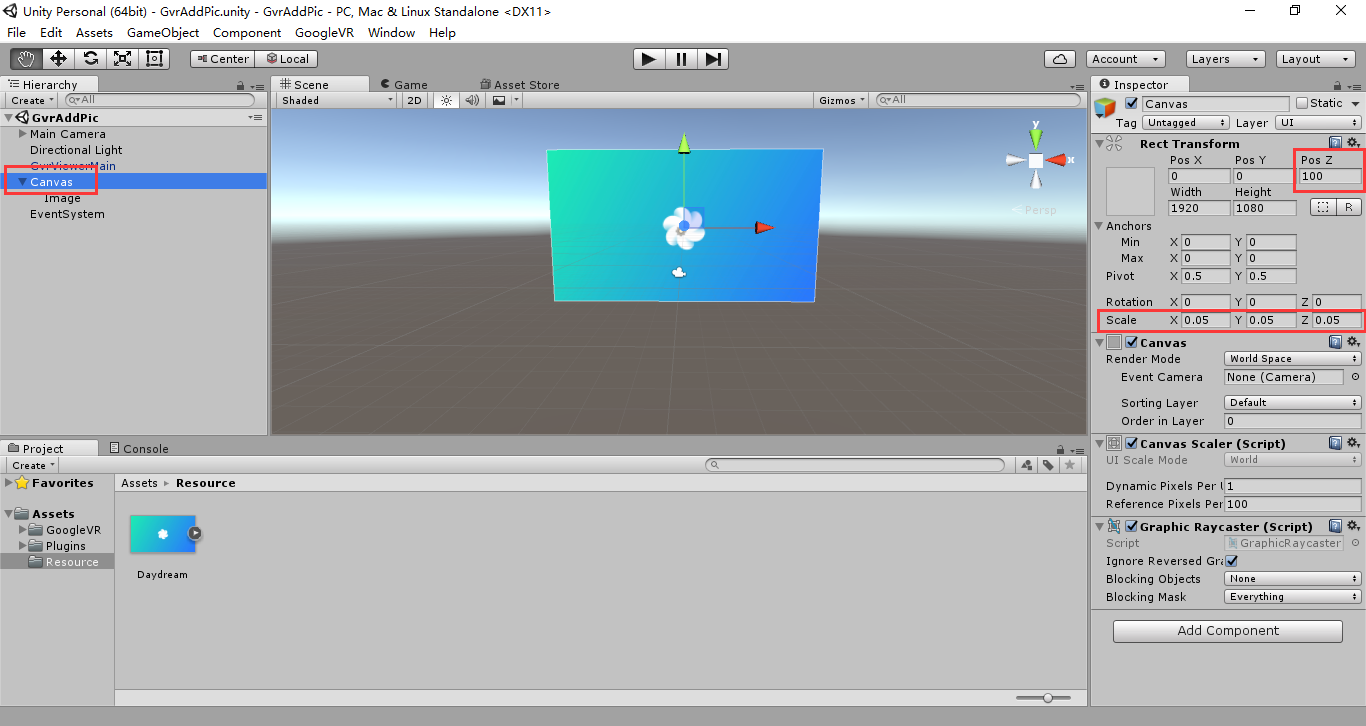 Unity Personal (64bit) - GvrAddPic.unity - GvrAddPic - PC, Mac & Linux Standalone <DX11>
File Edit Assets GameObject Component GoogleVR Window Help
Center Local Account Layers Layout
Hierarchy
Create All
GvrAddPic
Main Camera
Directional Light
GvrViewerMain
Canvas
Image
EventSystem
Scene Game Asset Store
Shaded 2D Gizmos All
y
x
Persp
Inspector
Canvas Static
Tag Untagged Layer UI
Rect Transform
Pos X Pos Y Pos Z
0 0 100
Width Height
1920 1080
R
Anchors
Min X 0 Y 0
Max X 0 Y 0
Pivot X 0.5 Y 0.5
Rotation X 0 Y 0 Z 0
Scale X 0.05 Y 0.05 Z 0.05
Canvas
Render Mode World Space
Event Camera None (Camera)
Sorting Layer Default
Order in Layer 0
Canvas Scaler (Script)
UI Scale Mode World
Dynamic Pixels Per U 1
Reference Pixels Per 100
Graphic Raycaster (Script)
Script GraphicRaycaster
Ignore Reversed Gra
Blocking Objects None
Blocking Mask Everything
Add Component
Project Console
Create
Favorites
Assets
GoogleVR
Plugins
Resource
Assets Resource
Daydream